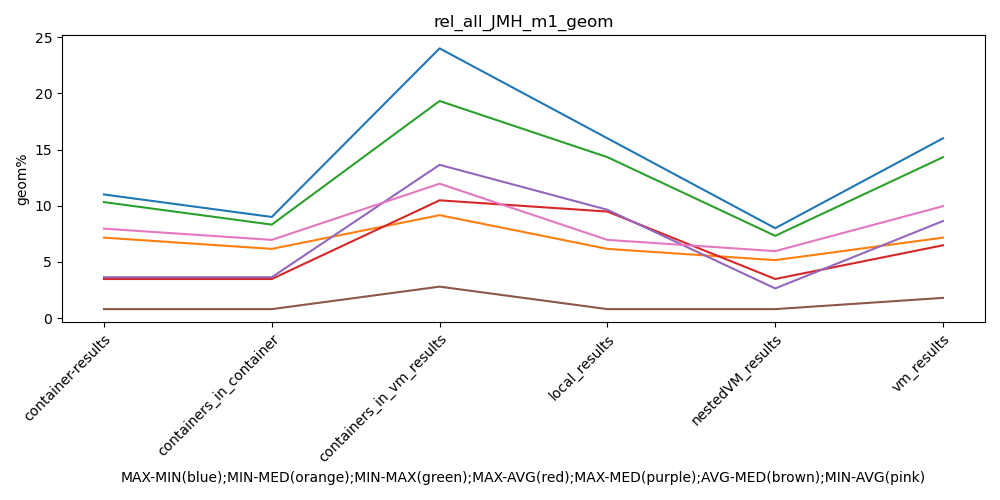 rel_all_JMH_m1_geom
25
20
15
10
5
0
geom%
container-results
containers_in_container
containers_in_vm_results
local_results
nestedVM_results
vm_results
MAX-MIN(blue);MIN-MED(orange);MIN-MAX(green);MAX-AVG(red);MAX-MED(purple);AVG-MED(brown);MIN-AVG(pink)